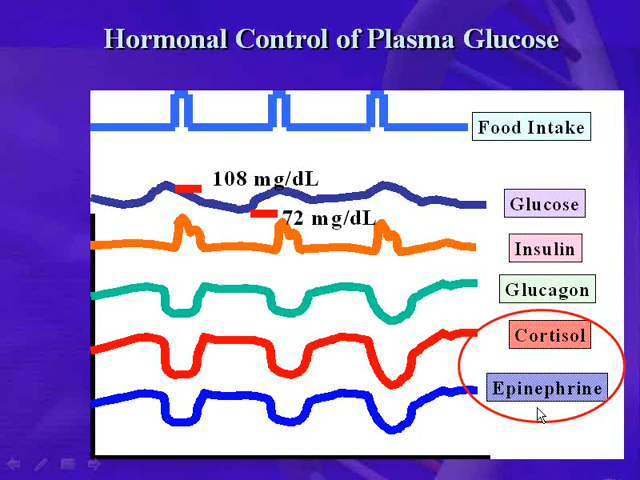 Hormonal Control of Plasma Glucose
Food Intake
108 mg/dL
Glucose
72 mg/dL
Insulin
Glucagon
Cortisol
Epinephrine